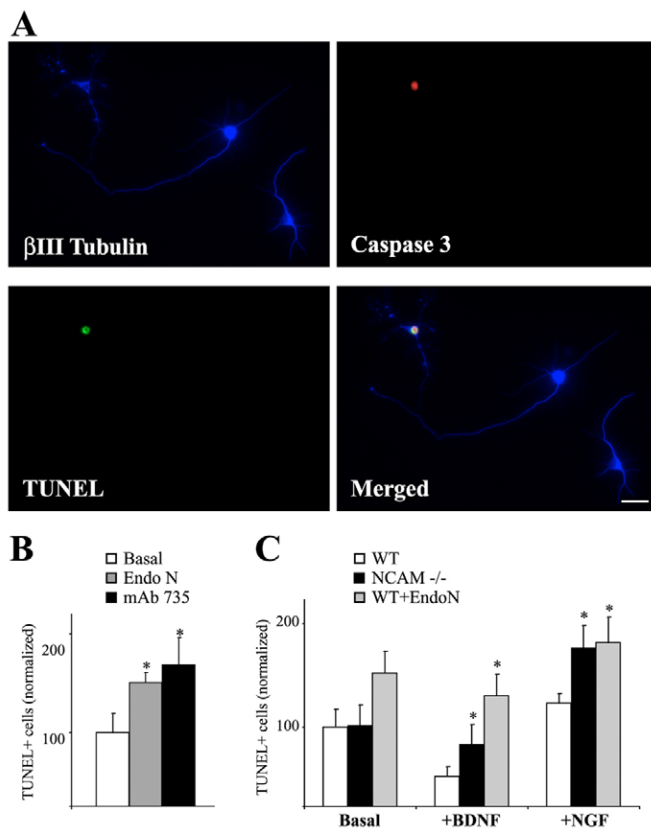 A
βIII Tubulin
Caspase 3
TUNEL
Merged
B
Basal
Endo N
mAb 735
TUNEL+ cells (normalized)
200
100
*
*
C
WT
NCAM -/-
WT+EndoN
TUNEL+ cells (normalized)
200
100
*
*
*
*
Basal
+BDNF
+NGF